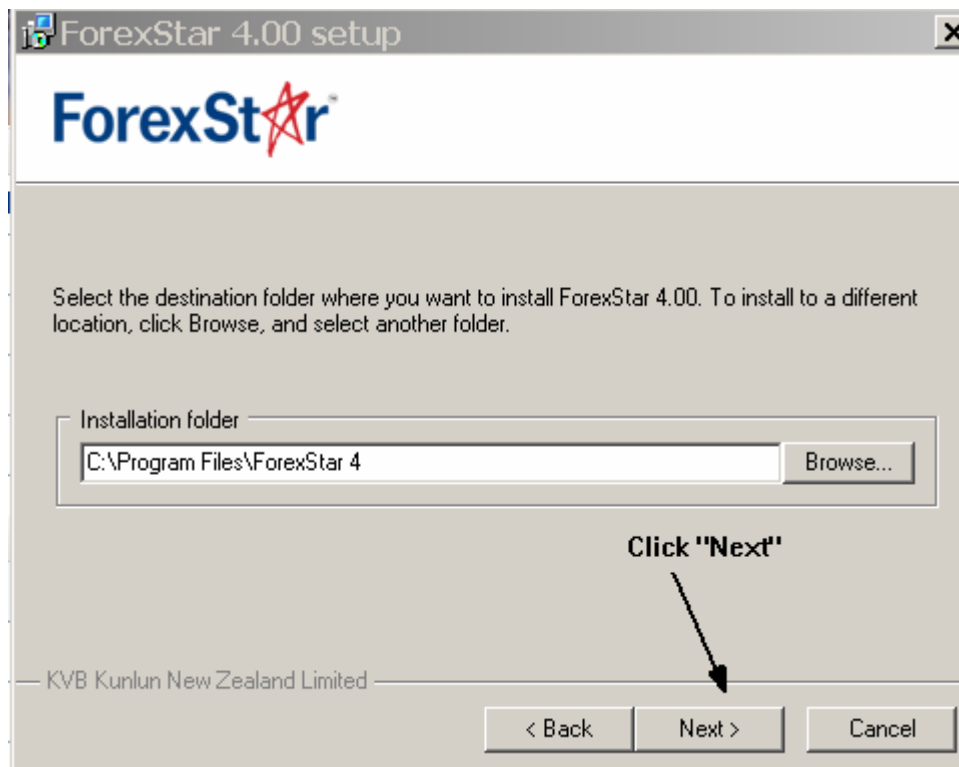 ForexStar 4.00 setup
ForexStar™
Select the destination folder where you want to install ForexStar 4.00. To install to a different
location, click Browse, and select another folder.
Installation folder
C:\Program Files\ForexStar 4
Browse...
Click "Next"
KVB Kunlun New Zealand Limited
< Back
Next >
Cancel